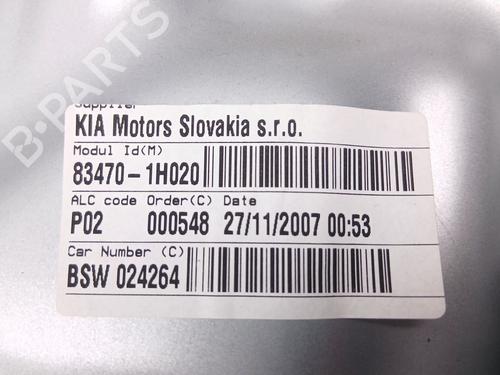 Supplier
KIA Motors Slovakia s.r.o.
Modul Id(M)
83470-1H020
ALC code Order(C) Date
P02 000548 27/11/2007 00:53
Car Number (C)
BSW 024264
B-PARTS